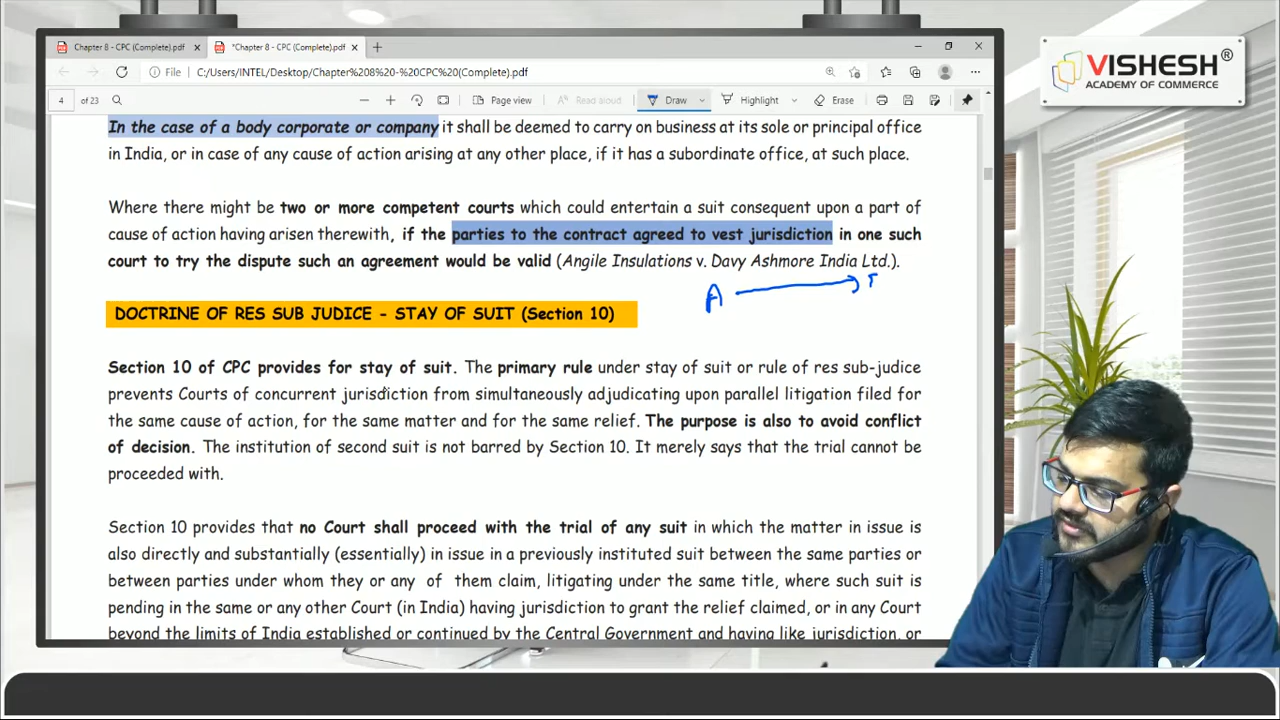 Chapter 8 - CPC (Complete).pdf
*Chapter 8 - CPC (Complete).pdf
File C:/Users/INTEL/Desktop/Chapter%208%20-%20CPC%20(Complete).pdf
4 of 23
Page view
Read aloud
Draw
Highlight
Erase
VISHESH®
ACADEMY OF COMMERCE
In the case of a body corporate or company it shall be deemed to carry on business at its sole or principal office
in India, or in case of any cause of action arising at any other place, if it has a subordinate office, at such place.
Where there might be two or more competent courts which could entertain a suit consequent upon a part of
cause of action having arisen therewith, if the parties to the contract agreed to vest jurisdiction in one such
court to try the dispute such an agreement would be valid (Angile Insulations v. Davy Ashmore India Ltd.).
A
DOCTRINE OF RES SUB JUDICE - STAY OF SUIT (Section 10)
Section 10 of CPC provides for stay of suit. The primary rule under stay of suit or rule of res sub-judice
prevents Courts of concurrent jurisdiction from simultaneously adjudicating upon parallel litigation filed for
the same cause of action, for the same matter and for the same relief. The purpose is also to avoid conflict
of decision. The institution of second suit is not barred by Section 10. It merely says that the trial cannot be
proceeded with.
Section 10 provides that no Court shall proceed with the trial of any suit in which the matter in issue is
also directly and substantially (essentially) in issue in a previously instituted suit between the same parties or
between parties under whom they or any of them claim, litigating under the same title, where such suit is
pending in the same or any other Court (in India) having jurisdiction to grant the relief claimed, or in any Court
beyond the limits of India established or continued by the Central Government and having like jurisdiction, or